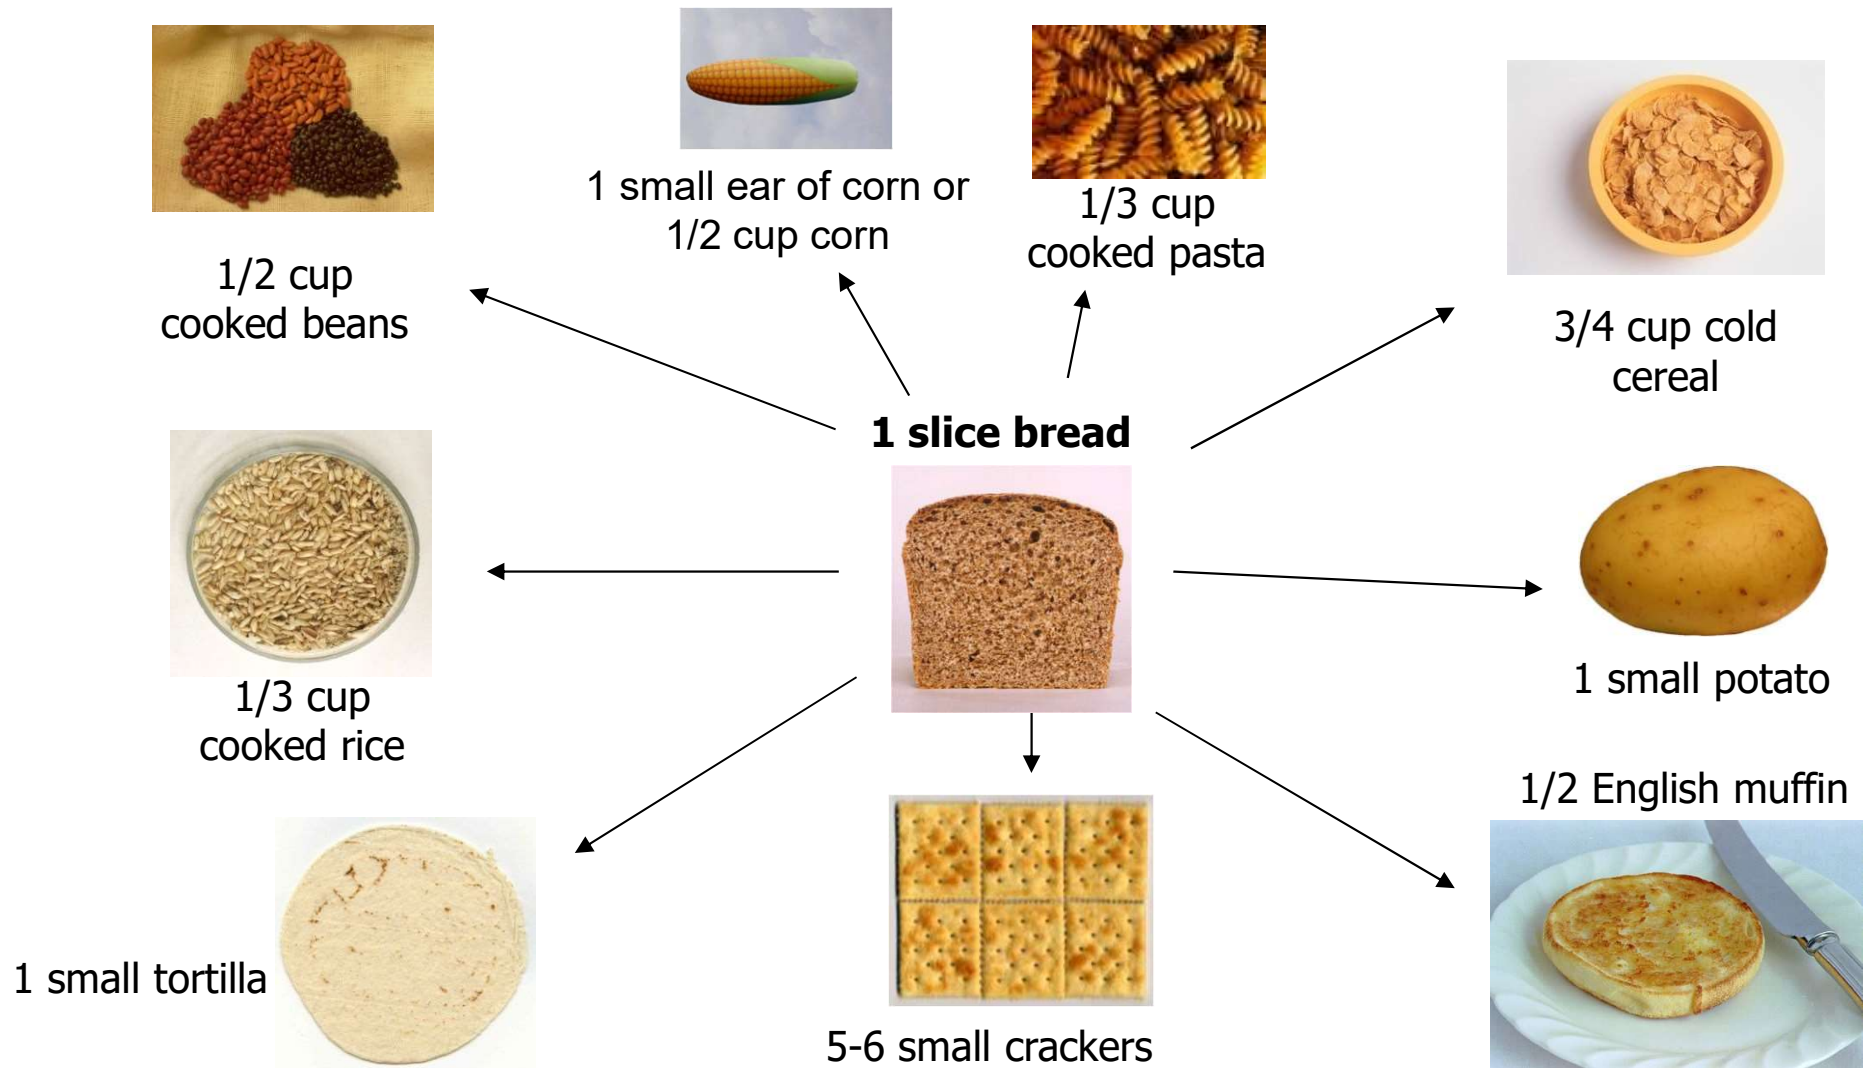 1 small ear of corn or
1/2 cup corn
1/3 cup
cooked pasta
1/2 cup
cooked beans
3/4 cup cold
cereal
1 slice bread
1/3 cup
cooked rice
1 small potato
1/2 English muffin
1 small tortilla
5-6 small crackers